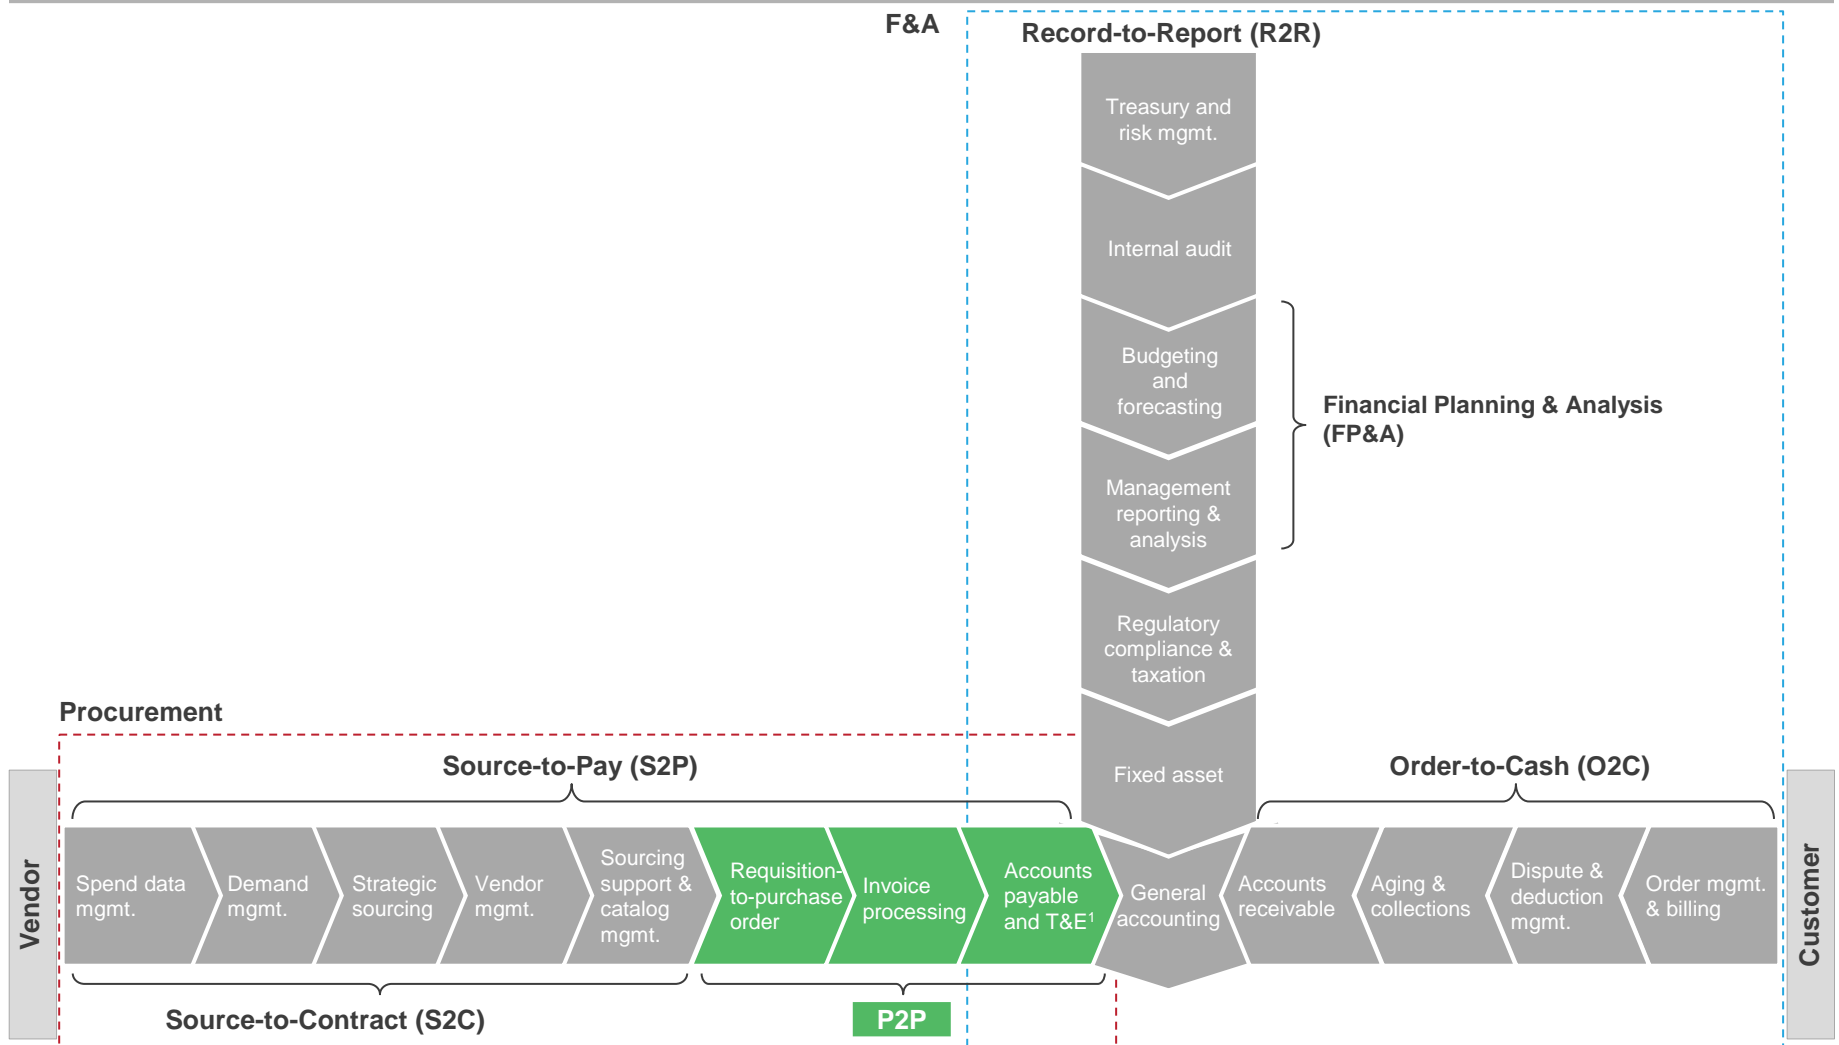 F&A
Record-to-Report (R2R)
Treasury and
risk mgmt.
Internal audit
Budgeting
and
forecasting
Financial Planning & Analysis
(FP&A)
Management
reporting &
analysis
Regulatory
compliance &
taxation
Fixed asset
Procurement
Source-to-Pay (S2P)
Order-to-Cash (O2C)
Vendor
Spend data
mgmt.
Demand
mgmt.
Strategic
sourcing
Vendor
mgmt.
Sourcing
support &
catalog
mgmt.
Requisition-
to-purchase
order
Invoice
processing
Accounts
payable
and T&E¹
General
accounting
Accounts
receivable
Aging &
collections
Dispute &
deduction
mgmt.
Order mgmt.
& billing
Customer
Source-to-Contract (S2C)
P2P